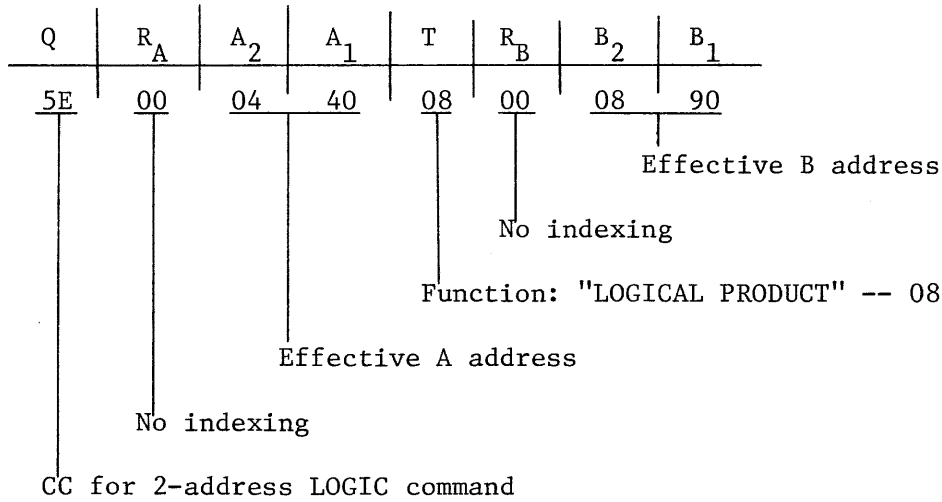 Q R_A A_2 A_1 T R_B B_2 B_1
5E 00 04 40 08 00 08 90
Effective B address
No indexing
Function: "LOGICAL PRODUCT" -- 08
Effective A address
No indexing
CC for 2-address LOGIC command